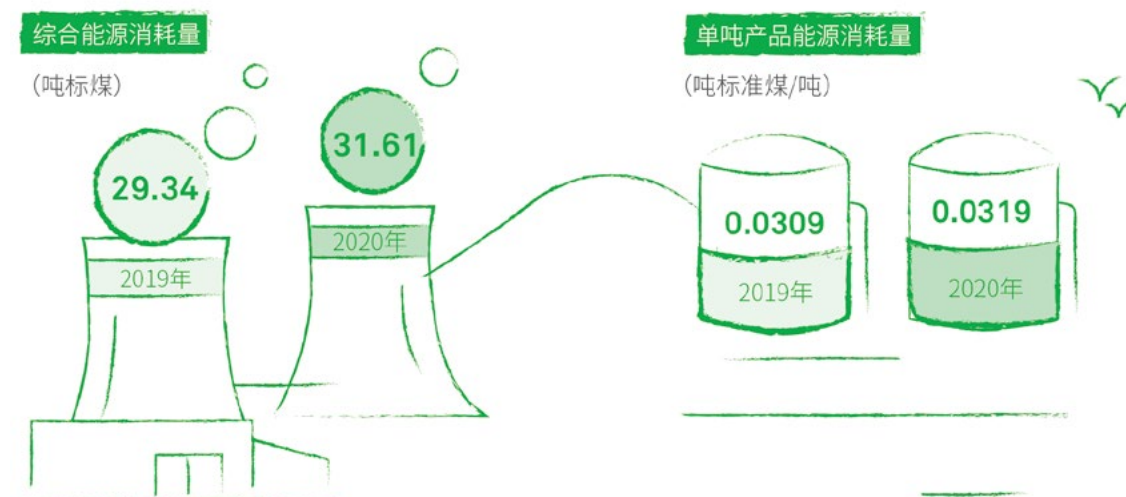 综合能源消耗量
（吨标煤）
29.34
2019年
31.61
2020年
单吨产品能源消耗量
（吨标准煤/吨）
0.0309
2019年
0.0319
2020年